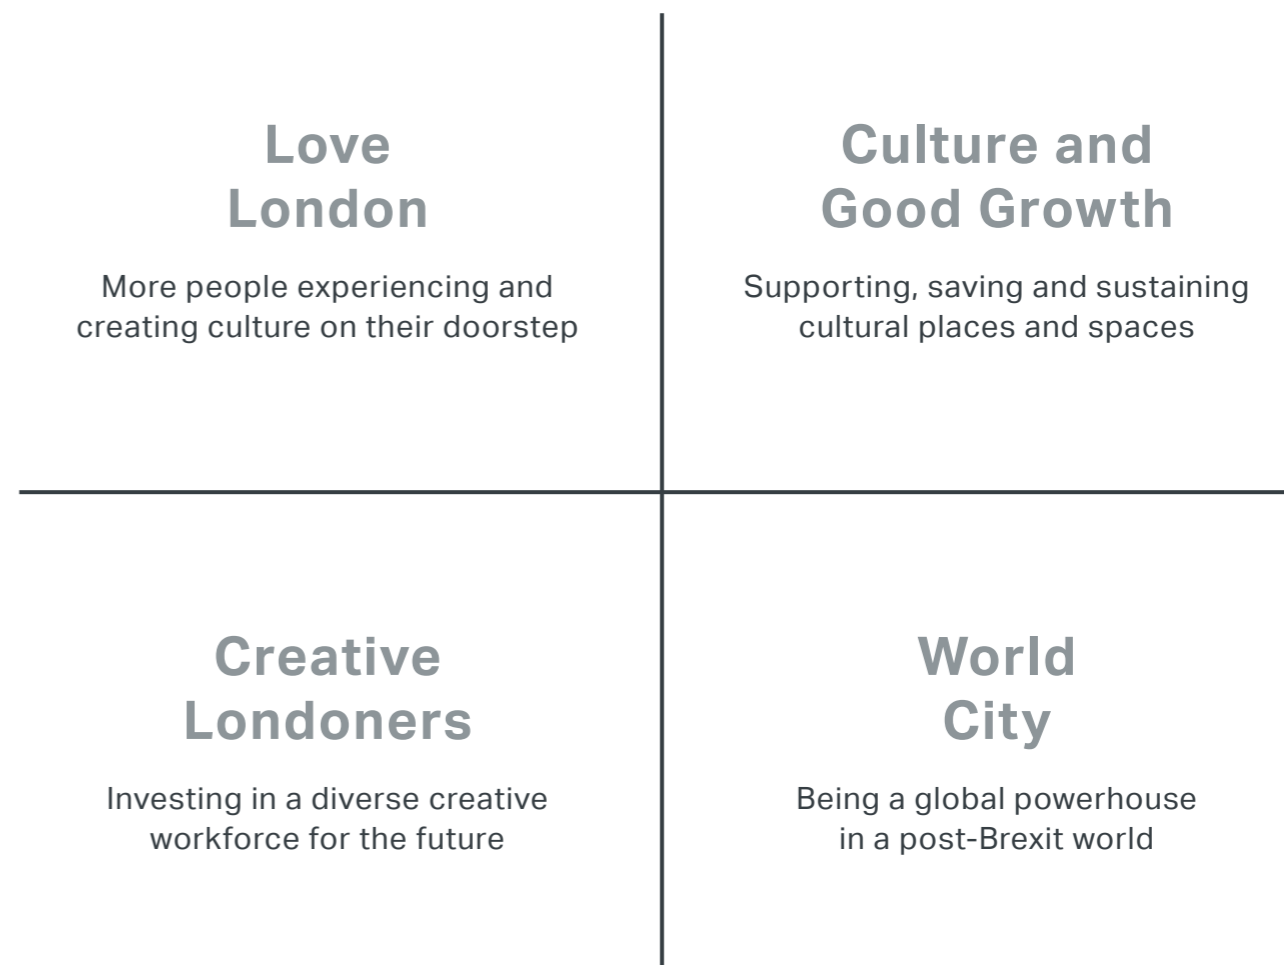 Love
London
More people experiencing and
creating culture on their doorstep
Culture and
Good Growth
Supporting, saving and sustaining
cultural places and spaces
Creative
Londoners
Investing in a diverse creative
workforce for the future
World
City
Being a global powerhouse
in a post-Brexit world